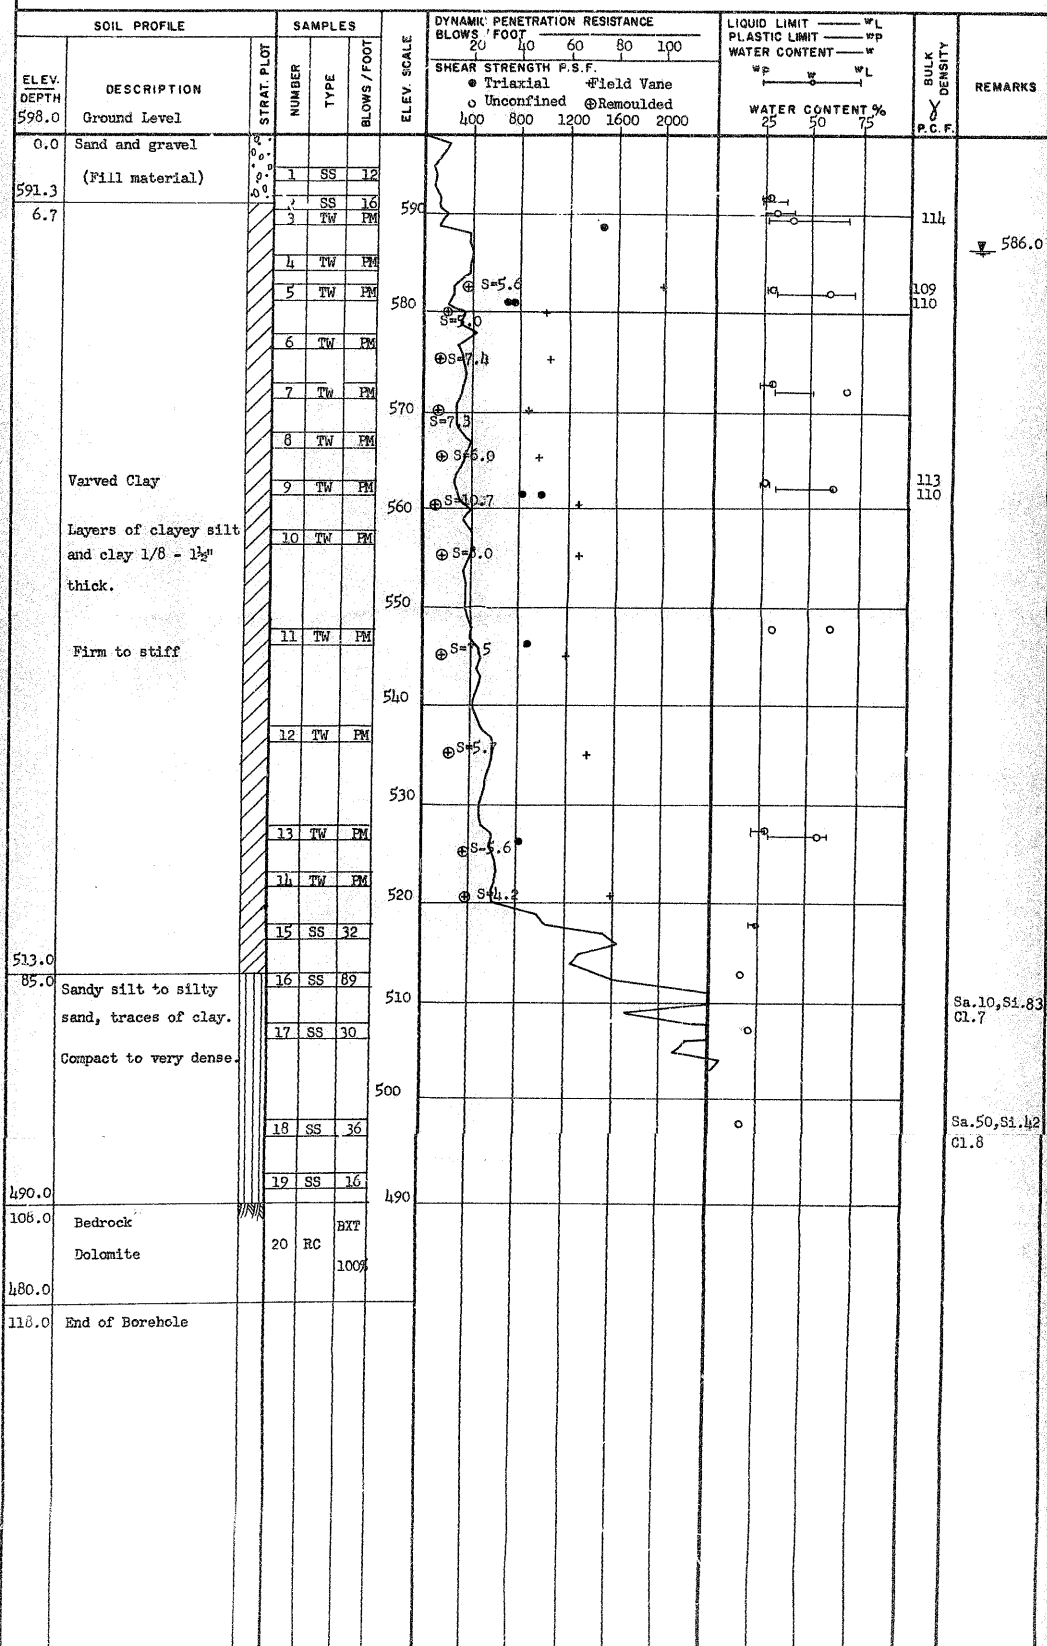 SOIL PROFILE
SAMPLES
ELEV. SCALE
DYNAMIC PENETRATION RESISTANCE
BLOWS / FOOT
20 40 60 80 100
SHEAR STRENGTH P.S.F.
● Triaxial +Field Vane
○ Unconfined ⊕Remoulded
400 800 1200 1600 2000
LIQUID LIMIT —— wL
PLASTIC LIMIT —— wP
WATER CONTENT —— w
wP w wL
WATER CONTENT %
25 50 75
BULK DENSITY
γ
P.C.F.
REMARKS
ELEV.
DEPTH
DESCRIPTION
STRAT. PLOT
NUMBER
TYPE
BLOWS / FOOT
598.0 Ground Level
0.0 Sand and gravel
(Fill material)
1 SS 12
591.3
2 SS 16
590
6.7
3 TW PM
114
586.0
4 TW PM
S=5.6
5 TW PM
109
580
110
S=5.0
6 TW PM
S=7.4
7 TW PM
570
S=7.3
8 TW PM
S=6.0
Varved Clay
9 TW PM
113
110
S=10.7
560
Layers of clayey silt
10 TW PM
and clay 1/8 - 1½"
thick.
550
11 TW PM
Firm to stiff
540
12 TW PM
S=5.7
530
13 TW PM
S=5.6
14 TW PM
S=4.2
520
15 SS 32
513.0
85.0
16 SS 89
Sandy silt to silty
510
Sa.10,Si.83
sand, traces of clay.
Cl.7
17 SS 30
Compact to very dense.
500
18 SS 36
Sa.50,Si.42
Cl.8
19 SS 16
490.0
490
108.0 Bedrock
BXT
20 RC
Dolomite
100%
480.0
118.0 End of Borehole